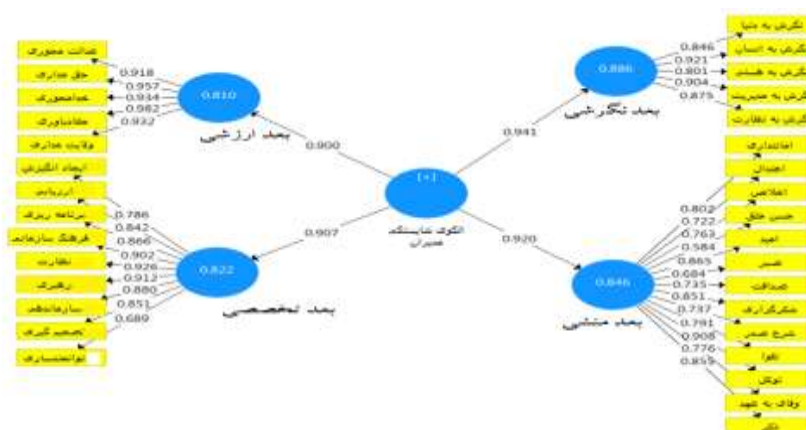 عدالت محوری
حق مداری
خدامحوری
ولایت مداری
0.918
0.957
0.934
0.982
0.932
0.810
بعد ارزشی
0.900
نگرش به دنیا
نگرش به انسان
نگرش به هستی
نگرش به مدیریت
نگرش به نظارت
0.846
0.921
0.801
0.904
0.875
0.886
بعد نگرشی
0.941
[+]
الگوی شایستگی
مدیران
ایجاد انگیزش
ارزیابی
برنامه ریزی
فرهنگ سازمانی
نظارت
رهبری
سازماندهی
تصمیم گیری
توانمندسازی
0.786
0.842
0.866
0.902
0.926
0.912
0.880
0.851
0.689
0.822
بعد تخصصی
0.907
امانتداری
اعتدال
اخلاص
حسن خلق
امید
صبر
صداقت
شکرگزاری
شرح صدر
تقوا
توکل
وفای به عهد
ذکر
0.802
0.722
0.763
0.584
0.865
0.684
0.735
0.851
0.737
0.791
0.908
0.776
0.855
0.846
بعد منشی
0.920